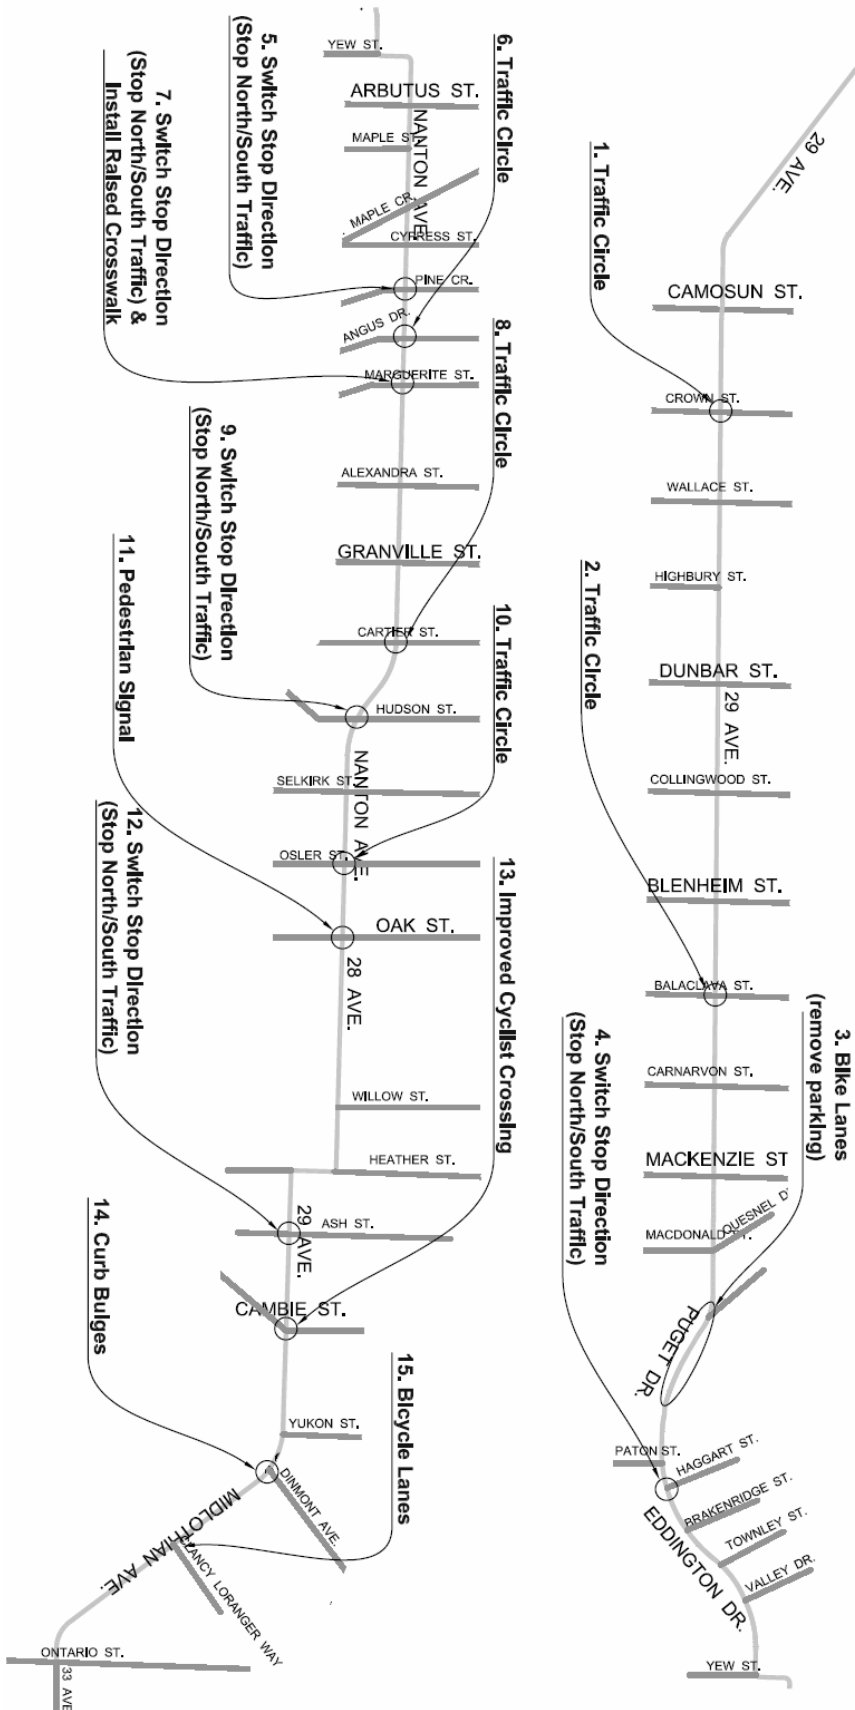 29 AVE.
CAMOSUN ST.
1. Traffic Circle
CROWN ST.
WALLACE ST.
HIGHBURY ST.
DUNBAR ST.
29 AVE.
2. Traffic Circle
COLLINGWOOD ST.
BLENHEIM ST.
BALACLAVA ST.
3. Bike Lanes
(remove parking)
CARNARVON ST.
MACKENZIE ST
MACDONALD
QUESNEL
PUGET DR.
4. Switch Stop Direction
(Stop North/South Traffic)
PATON ST.
HAGGART ST.
BRAKENRIDGE ST.
TOWNLEY ST.
VALLEY DR.
EDDINGTON DR.
YEW ST.
YEW ST.
ARBUTUS ST.
NANTON AVE.
MAPLE ST.
MAPLE CR.
CYPRESS ST.
5. Switch Stop Direction
(Stop North/South Traffic)
PINE CR.
6. Traffic Circle
ANGUS DR.
7. Switch Stop Direction
(Stop North/South Traffic) &
Install Raised Crosswalk
MARGUERITE ST.
ALEXANDRA ST.
GRANVILLE ST.
8. Traffic Circle
CARTIER ST.
9. Switch Stop Direction
(Stop North/South Traffic)
HUDSON ST.
NANTON AVE.
SELKIRK ST.
10. Traffic Circle
OSLER ST.
11. Pedestrian Signal
OAK ST.
28 AVE.
WILLOW ST.
HEATHER ST.
12. Switch Stop Direction
(Stop North/South Traffic)
29 AVE.
ASH ST.
13. Improved Cyclist Crossing
CAMBIE ST.
YUKON ST.
14. Curb Bulges
DINMONT AVE.
MIDLOTHIAN AVE.
15. Bicycle Lanes
CLANCY LORANGER WAY
ONTARIO ST.
33 AVE